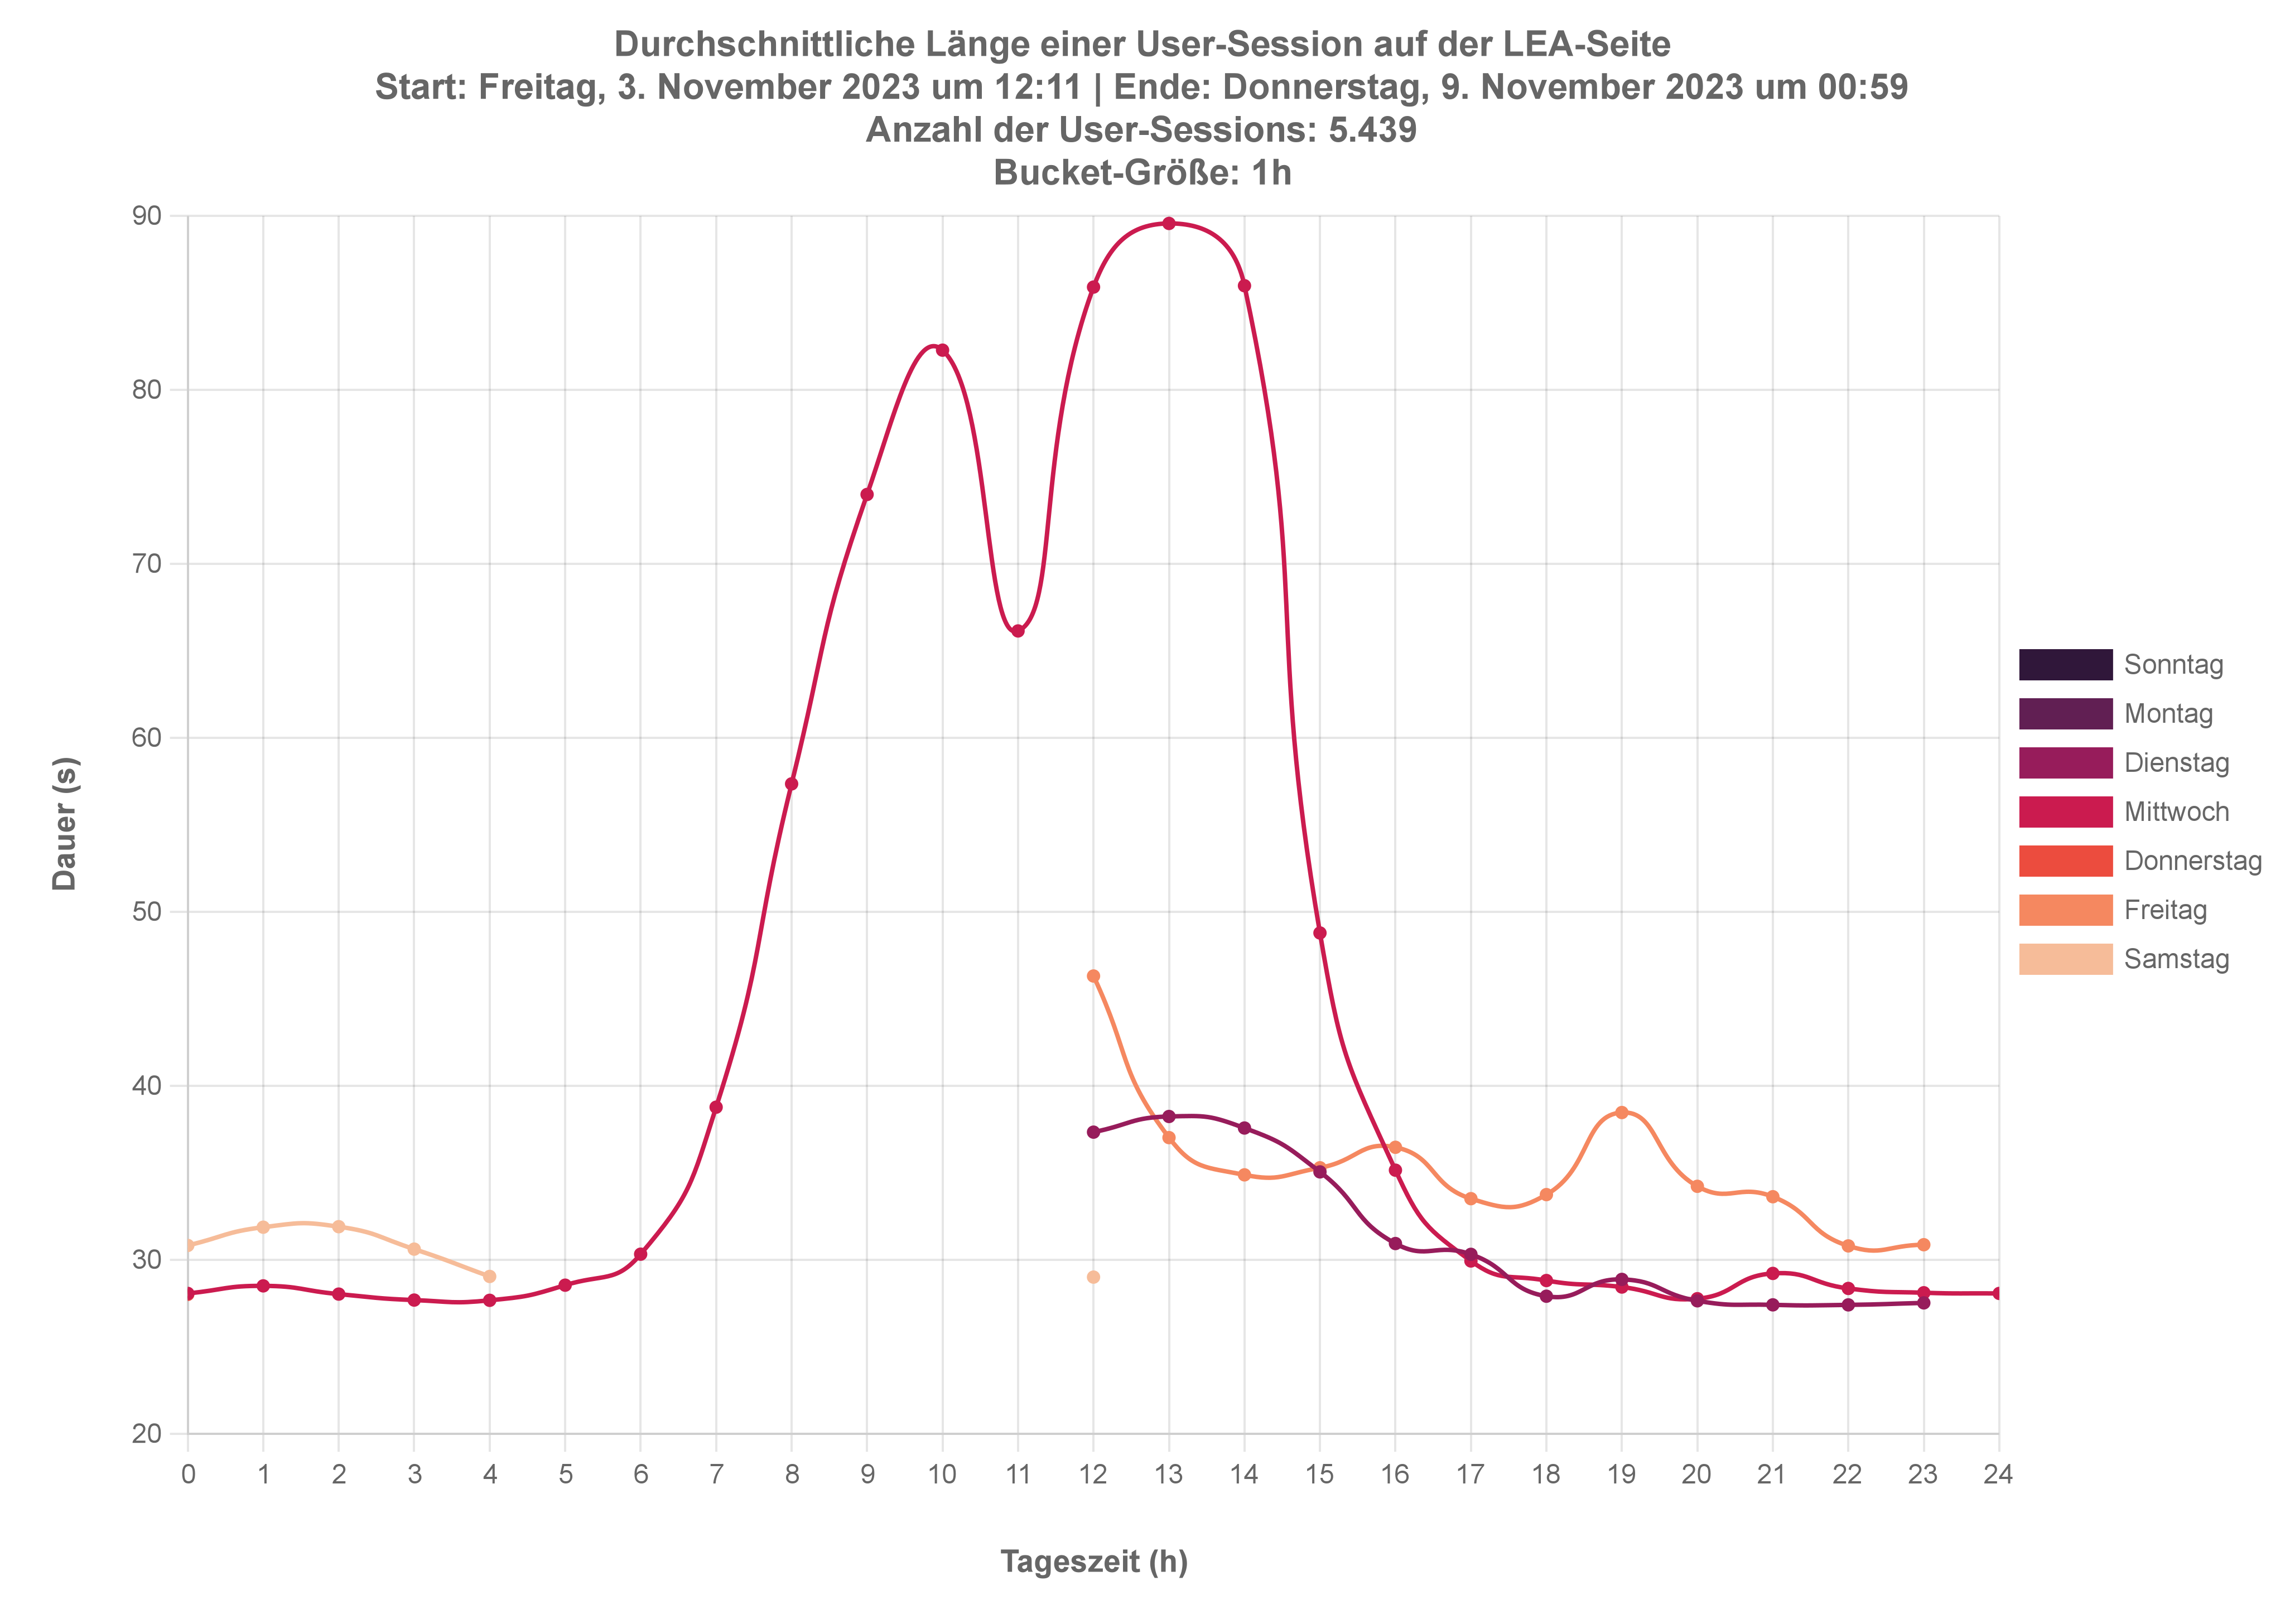 Durchschnittliche Länge einer User-Session auf der LEA-Seite
Start: Freitag, 3. November 2023 um 12:11 | Ende: Donnerstag, 9. November 2023 um 00:59
Anzahl der User-Sessions: 5.439
Bucket-Größe: 1h
90
80
70
60
50
40
30
20
Dauer (s)
0 1 2 3 4 5 6 7 8 9 10 11 12 13 14 15 16 17 18 19 20 21 22 23 24
Tageszeit (h)
Sonntag
Montag
Dienstag
Mittwoch
Donnerstag
Freitag
Samstag